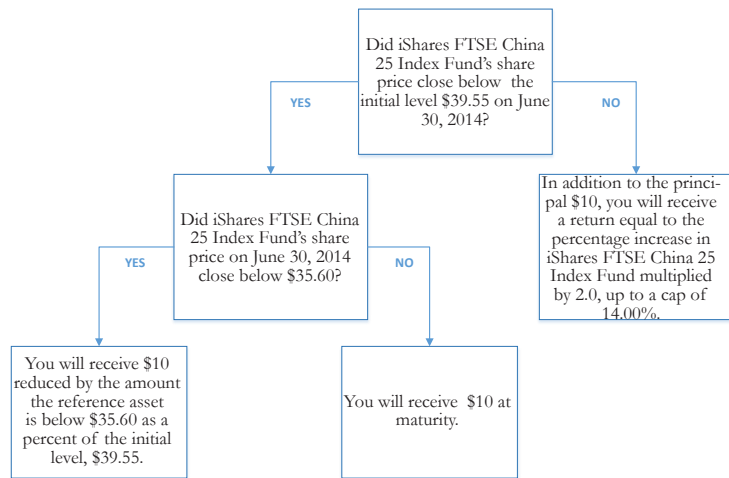 Did iShares FTSE China
25 Index Fund's share
price close below the
initial level $39.55 on June
30, 2014?
YES
NO
Did iShares FTSE China
25 Index Fund's share
price on June 30, 2014
close below $35.60?
In addition to the princi-
pal $10, you will receive
a return equal to the
percentage increase in
iShares FTSE China 25
Index Fund multiplied
by 2.0, up to a cap of
14.00%.
YES
NO
You will receive $10
reduced by the amount
the reference asset
is below $35.60 as a
percent of the initial
level, $39.55.
You will receive $10 at
maturity.